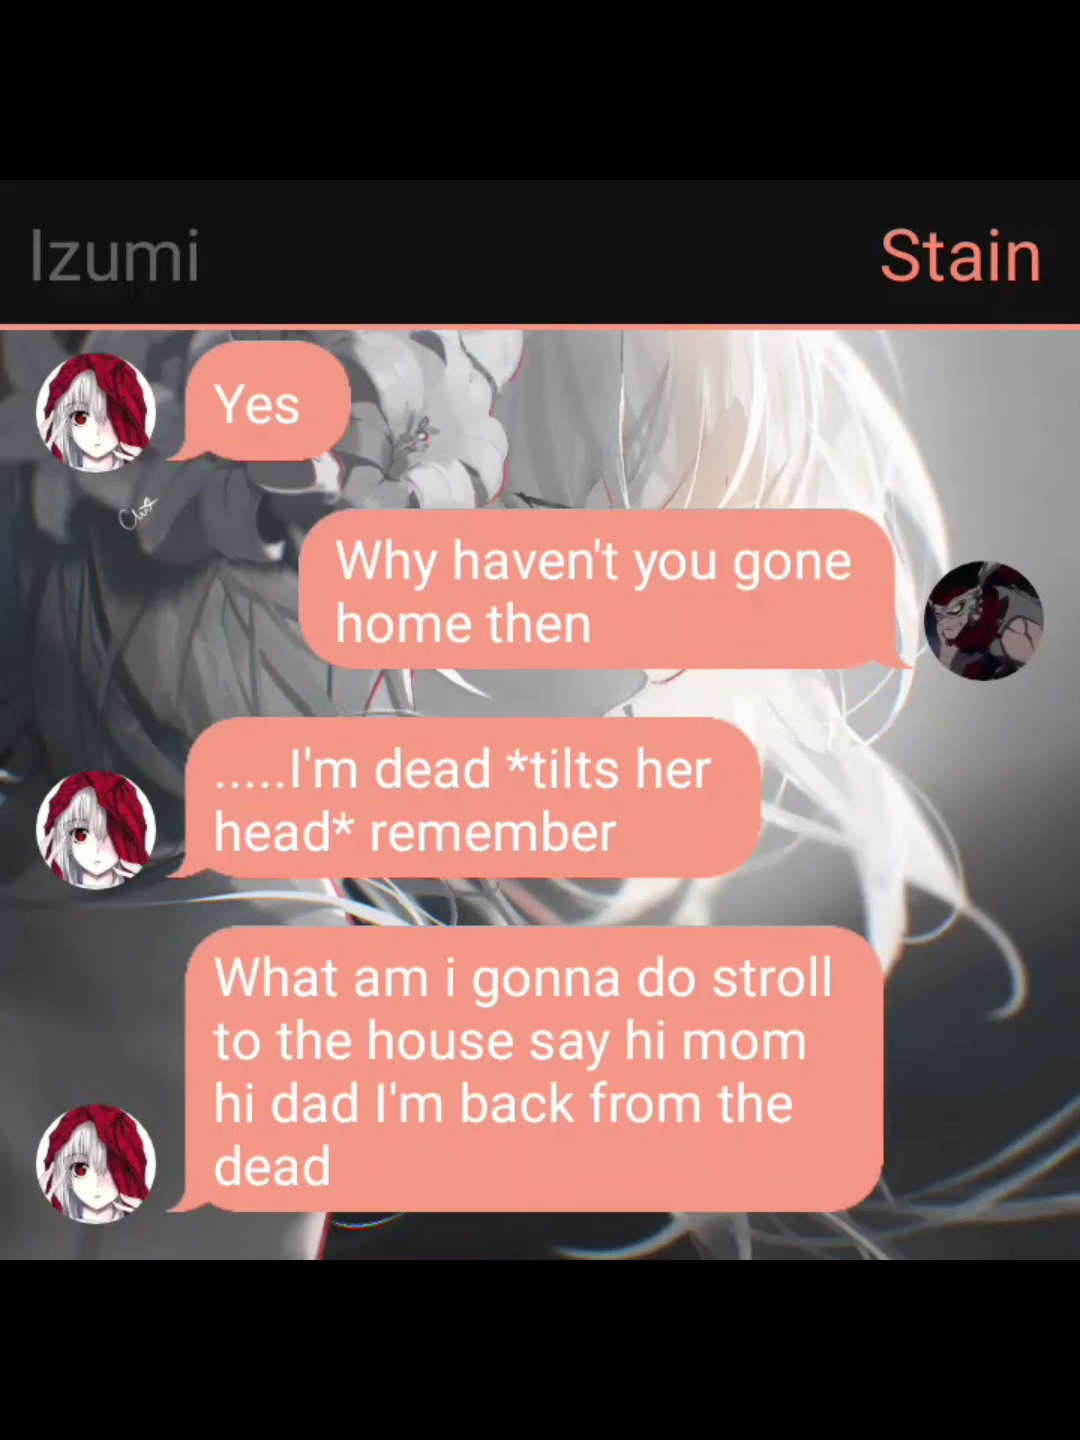 Izumi
Stain
Yes
Why haven't you gone
home then
.....I'm dead *tilts her
head* remember
What am i gonna do stroll
to the house say hi mom
hi dad I'm back from the
dead